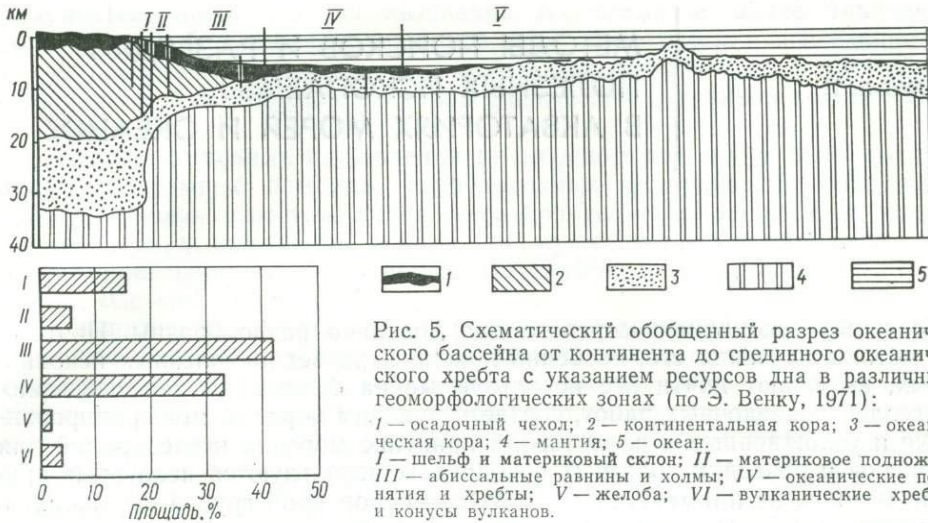 км
I II III IV V
0
10
20
30
40
I
II
III
IV
V
VI
0 10 20 30 40 50
Площадь, %
1 2 3 4 5
Рис. 5. Схематический обобщенный разрез океанич
ского бассейна от континента до срединного океанич
ского хребта с указанием ресурсов дна в различны
геоморфологических зонах (по Э. Венку, 1971):
1 — осадочный чехол; 2 — континентальная кора; 3 — океан
ческая кора; 4 — мантия; 5 — океан.
I — шельф и материковый склон; II — материковое поднож
III — абиссальные равнины и холмы; IV — океанические по
нятия и хребты; V — желоба; VI — вулканические хреб
и конусы вулканов.